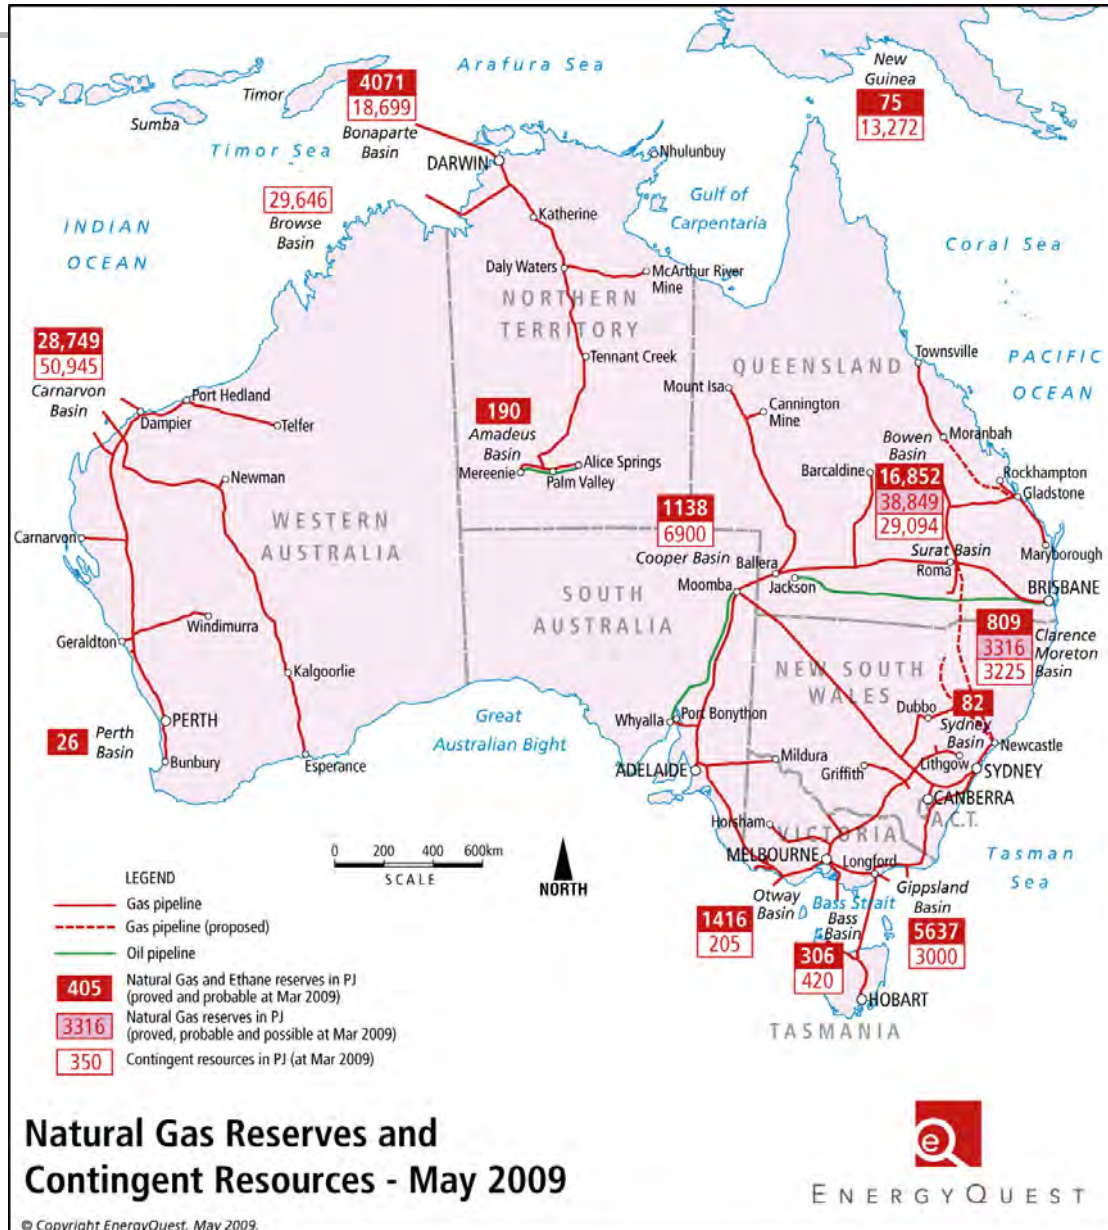 Arafura Sea
New
Guinea
75
13,272
4071
18,699
Bonaparte
Basin
Timor
Sumba
Timor Sea
DARWIN
Nhulunbuy
29,646
Browse
Basin
Gulf of
Carpentaria
Katherine
INDIAN
OCEAN
Coral Sea
Daly Waters
McArthur River
Mine
NORTHERN
TERRITORY
28,749
50,945
Carnarvon
Basin
Tennant Creek
QUEENSLAND
Townsville
PACIFIC
OCEAN
Port Hedland
Dampier
Telfer
Mount Isa
Cannington
Mine
190
Amadeus
Basin
Mereenie
Alice Springs
Palm Valley
Bowen
Basin
Moranbah
Barcaldine
16,852
38,849
29,094
Rockhampton
Gladstone
Newman
WESTERN
AUSTRALIA
1138
6900
Cooper Basin
Carnarvon
Surat Basin
Roma
Maryborough
Ballera
Moomba
Jackson
BRISBANE
SOUTH
AUSTRALIA
Windimurra
Geraldton
809
3316
3225
Clarence
Moreton
Basin
Kalgoorlie
NEW SOUTH
WALES
PERTH
26
Perth
Basin
Bunbury
Esperance
Great
Australian Bight
Whyalla
Port Bonython
Dubbo
82
Sydney
Basin
Newcastle
Mildura
Griffith
Lithgow
SYDNEY
ADELAIDE
CANBERRA
A.C.T.
Horsham
VICTORIA
MELBOURNE
Longford
Tasman
Sea
0 200 400 600km
SCALE
NORTH
Otway
Basin
Bass Strait
Bass
Basin
Gippsland
Basin
1416
205
306
420
5637
3000
HOBART
TASMANIA
LEGEND
Gas pipeline
Gas pipeline (proposed)
Oil pipeline
405 Natural Gas and Ethane reserves in PJ
(proved and probable at Mar 2009)
3316 Natural Gas reserves in PJ
(proved, probable and possible at Mar 2009)
350 Contingent resources in PJ (at Mar 2009)
Natural Gas Reserves and
Contingent Resources - May 2009
e
ENERGYQUEST
© Copyright EnergyQuest, May 2009.